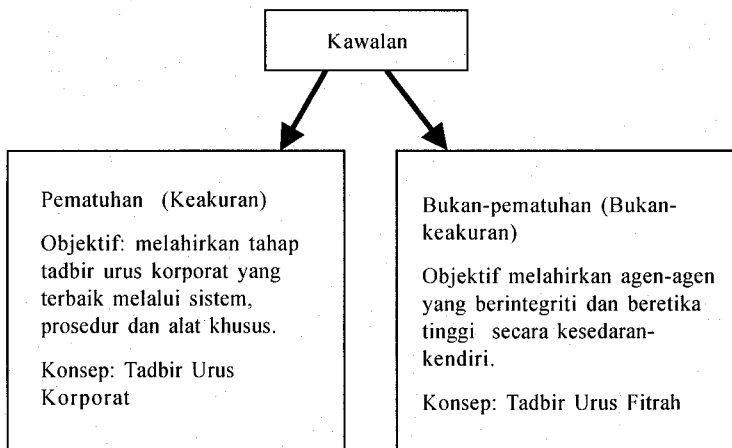 Kawalan
Pematuhan (Keakuran)
Objektif: melahirkan tahap
tadbir urus korporat yang
terbaik melalui sistem,
prosedur dan alat khusus.
Konsep: Tadbir Urus
Korporat
Bukan-pematuhan (Bukan-
keakuran)
Objektif melahirkan agen-agen
yang berintegriti dan beretika
tinggi secara kesedaran-
kendiri.
Konsep: Tadbir Urus Fitrah